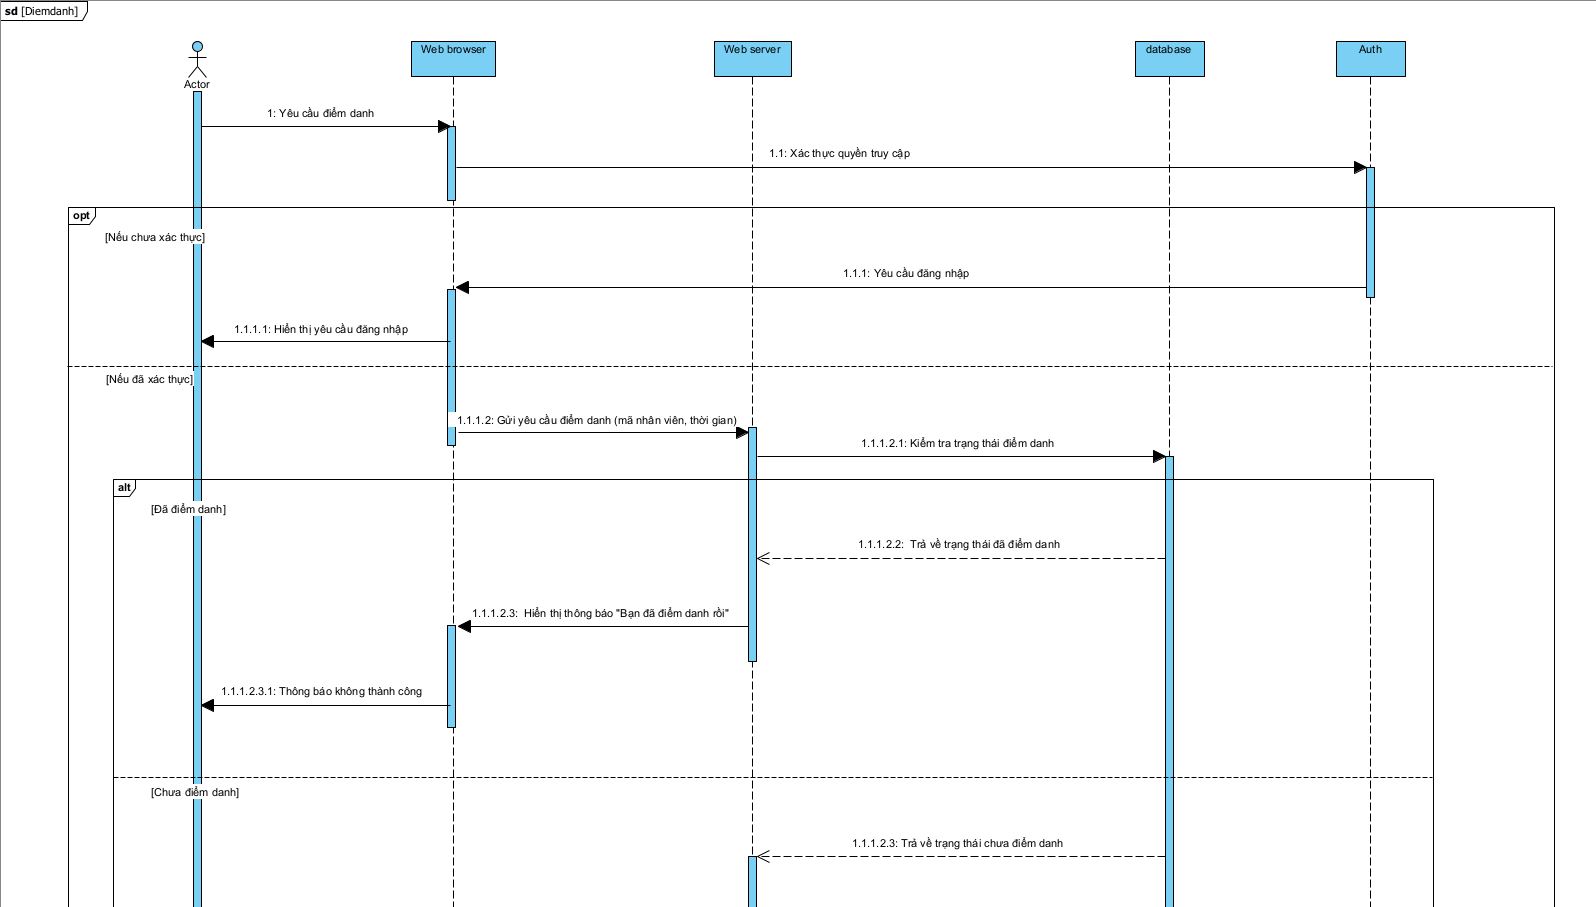 sd [Diemdanh]
Actor
Web browser
Web server
database
Auth
1: Yêu cầu điểm danh
1.1: Xác thực quyền truy cập
opt
[Nếu chưa xác thực]
1.1.1: Yêu cầu đăng nhập
1.1.1.1: Hiển thị yêu cầu đăng nhập
[Nếu đã xác thực]
1.1.1.2: Gửi yêu cầu điểm danh (mã nhân viên, thời gian)
1.1.1.2.1: Kiểm tra trạng thái điểm danh
alt
[Đã điểm danh]
1.1.1.2.2: Trả về trạng thái đã điểm danh
1.1.1.2.3: Hiển thị thông báo "Bạn đã điểm danh rồi"
1.1.1.2.3.1: Thông báo không thành công
[Chưa điểm danh]
1.1.1.2.3: Trả về trạng thái chưa điểm danh